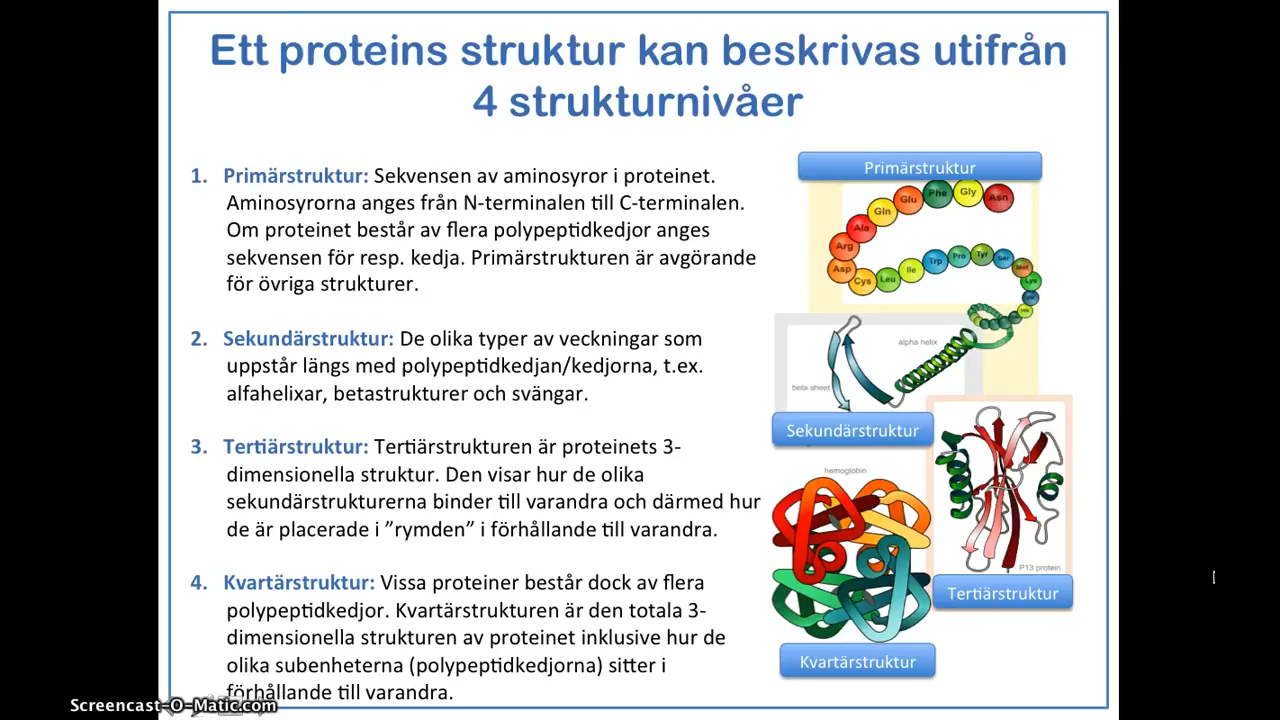 Ett proteins struktur kan beskrivas utifrån
4 strukturnivåer
1. Primärstruktur: Sekvensen av aminosyror i proteinet.
Aminosyrorna anges från N-terminalen till C-terminalen.
Om proteinet består av flera polypeptidkedjor anges
sekvensen för resp. kedja. Primärstrukturen är avgörande
för övriga strukturer.
2. Sekundärstruktur: De olika typer av veckningar som
uppstår längs med polypeptidkedjan/kedjorna, t.ex.
alfahelixar, betastrukturer och svängar.
3. Tertiärstruktur: Tertiärstrukturen är proteinets 3-
dimensionella struktur. Den visar hur de olika
sekundärstrukturerna binder till varandra och därmed hur
de är placerade i ”rymden” i förhållande till varandra.
4. Kvartärstruktur: Vissa proteiner består dock av flera
polypeptidkedjor. Kvartärstrukturen är den totala 3-
dimensionella strukturen av proteinet inklusive hur de
olika subenheterna (polypeptidkedjorna) sitter i
förhållande till varandra.
Primärstruktur
Asn
Gly
Phe
Glu
Gln
Ala
Arg
Asp
Cys
Leu
Ile
Trp
Pro
Tyr
Ser
Met
Lys
alpha helix
beta sheet
Sekundärstruktur
hemoglobin
P13 protein
Tertiärstruktur
Kvartärstruktur
Screencast-O-Matic.com